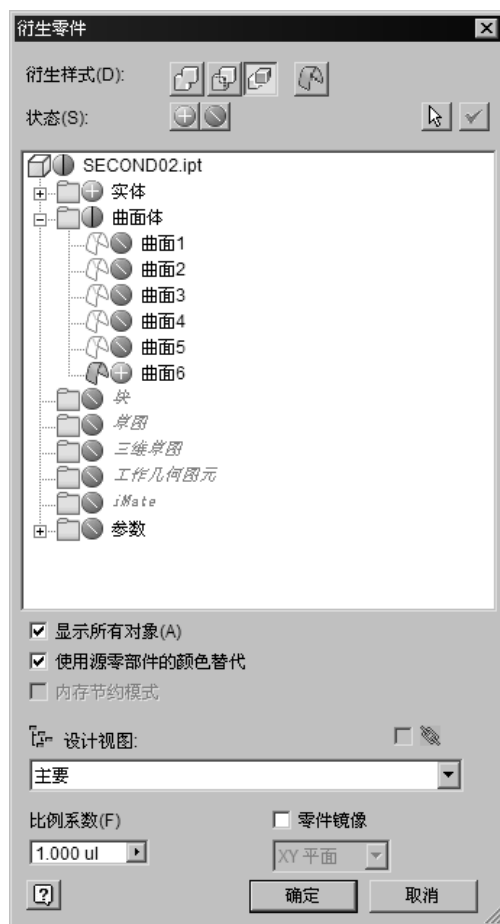 衍生零件
衍生样式(D):
状态(S):
SECOND02.ipt
实体
曲面体
曲面1
曲面2
曲面3
曲面4
曲面5
曲面6
块
草图
三维草图
工作几何图元
iMate
参数
显示所有对象(A)
使用源零部件的颜色替代
内存节约模式
设计视图:
主要
比例系数(F)
零件镜像
1.000 ul
XY 平面
确定
取消